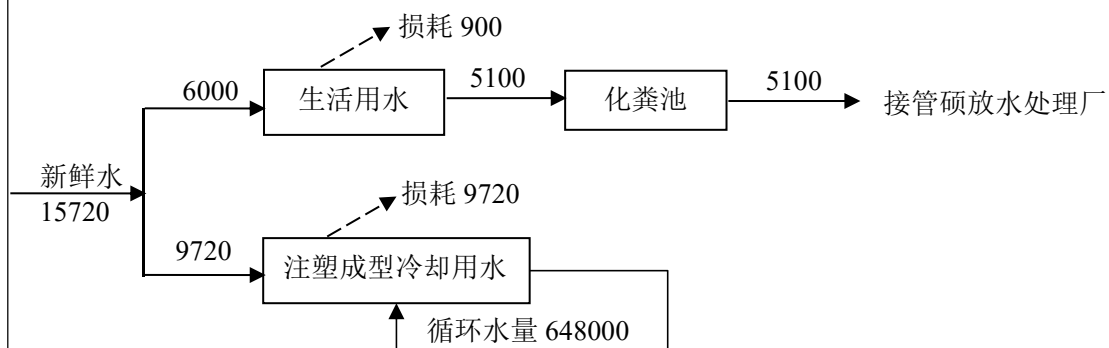 损耗 900
6000
生活用水
5100
化粪池
5100
接管硕放水处理厂
新鲜水
15720
损耗 9720
9720
注塑成型冷却用水
循环水量 648000